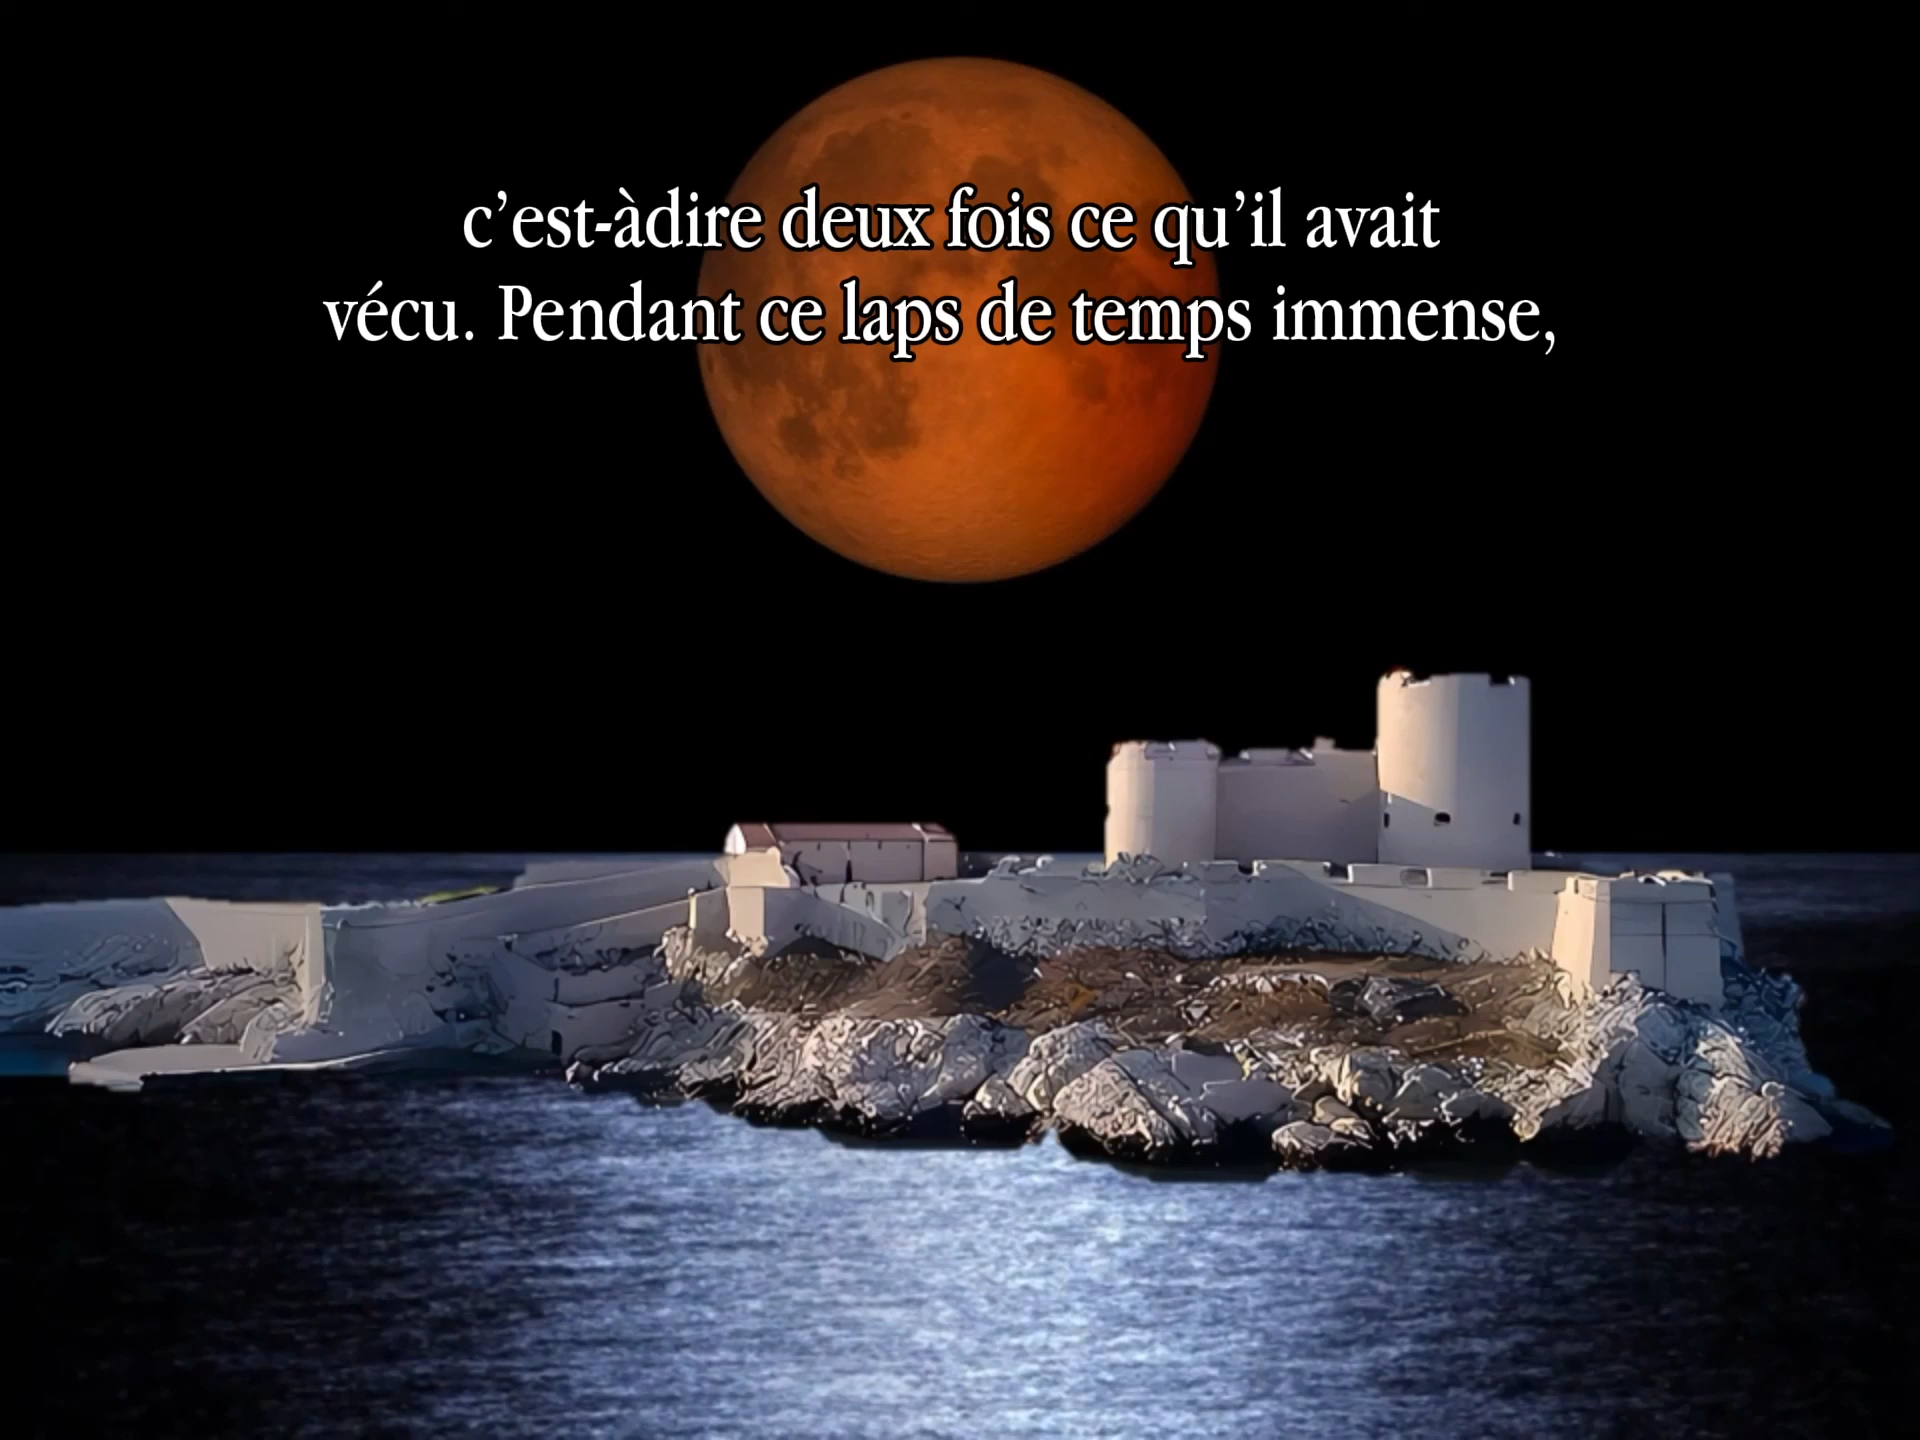 c’est-àdire deux fois ce qu’il avait
vécu. Pendant ce laps de temps immense,